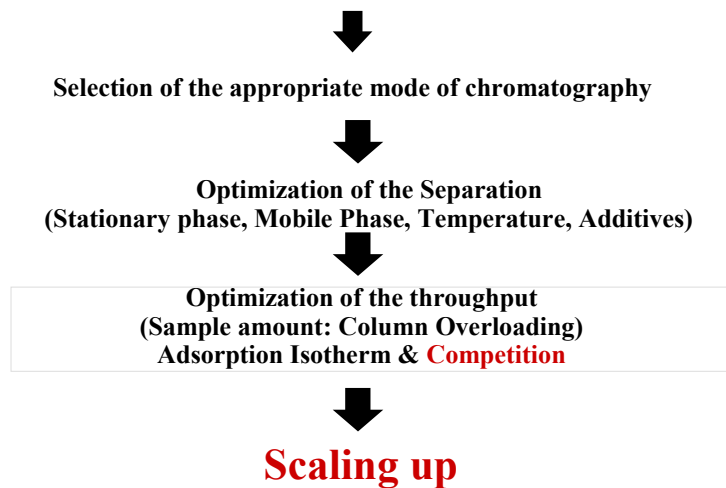 Selection of the appropriate mode of chromatography
Optimization of the Separation
(Stationary phase, Mobile Phase, Temperature, Additives)
Optimization of the throughput
(Sample amount: Column Overloading)
Adsorption Isotherm & Competition
Scaling up